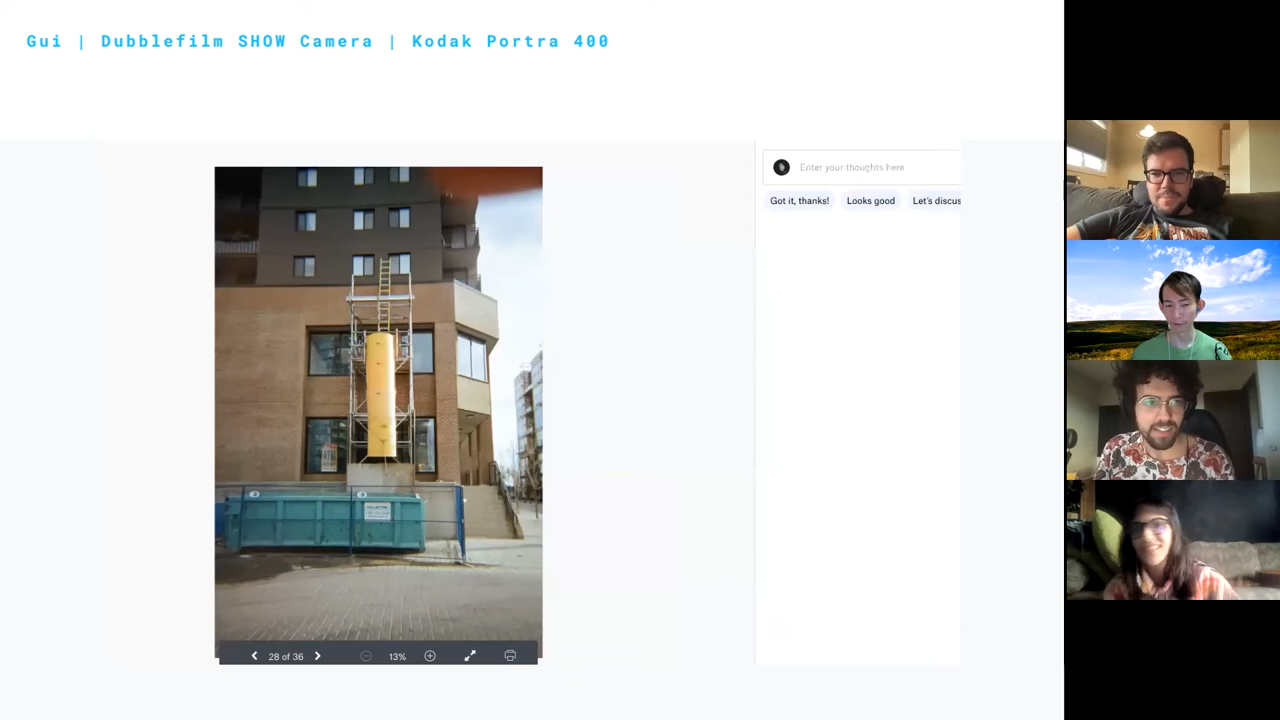 Gui | Dubblefilm SHOW Camera | Kodak Portra 400
Enter your thoughts here
Got it, thanks! Looks good Let's discus
COLLECTIVE
28 of 36 13%